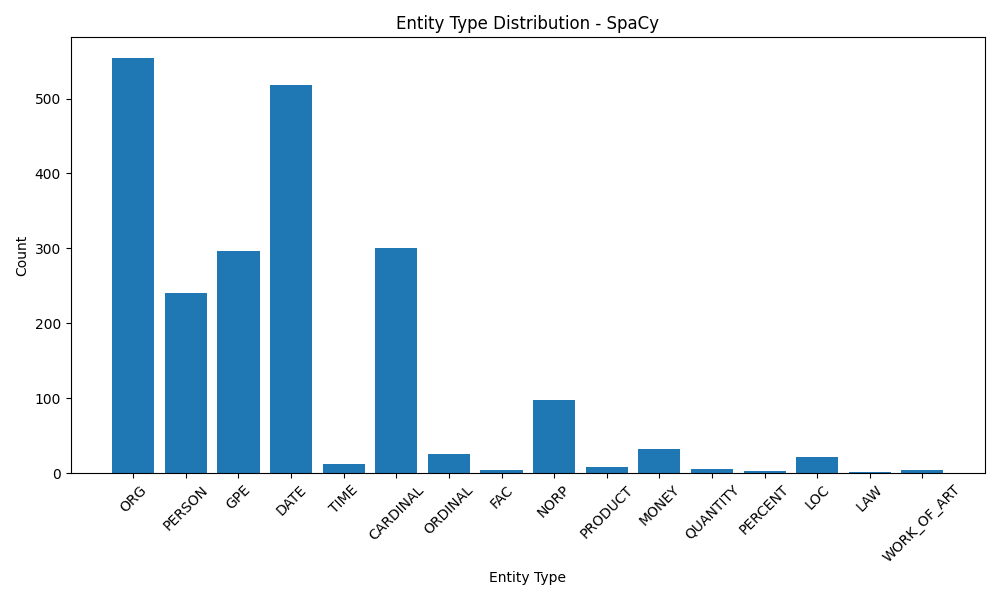 Entity Type Distribution - SpaCy
Count
500
400
300
200
100
0
ORG
PERSON
GPE
DATE
TIME
CARDINAL
ORDINAL
FAC
NORP
PRODUCT
MONEY
QUANTITY
PERCENT
LOC
LAW
WORK_OF_ART
Entity Type